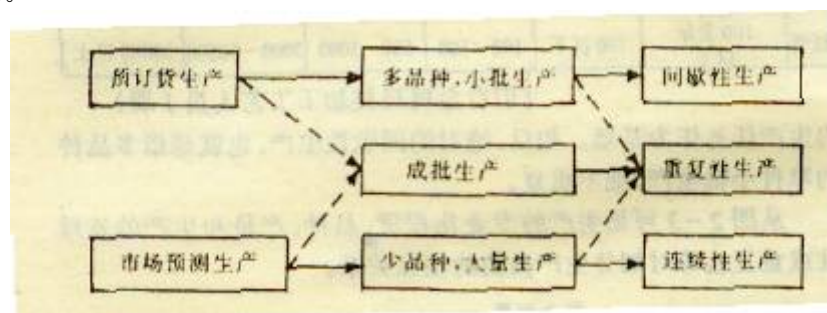 预订货生产
多品种，小批生产
间歇性生产
成批生产
重复性生产
市场预测生产
少品种，大量生产
连续性生产